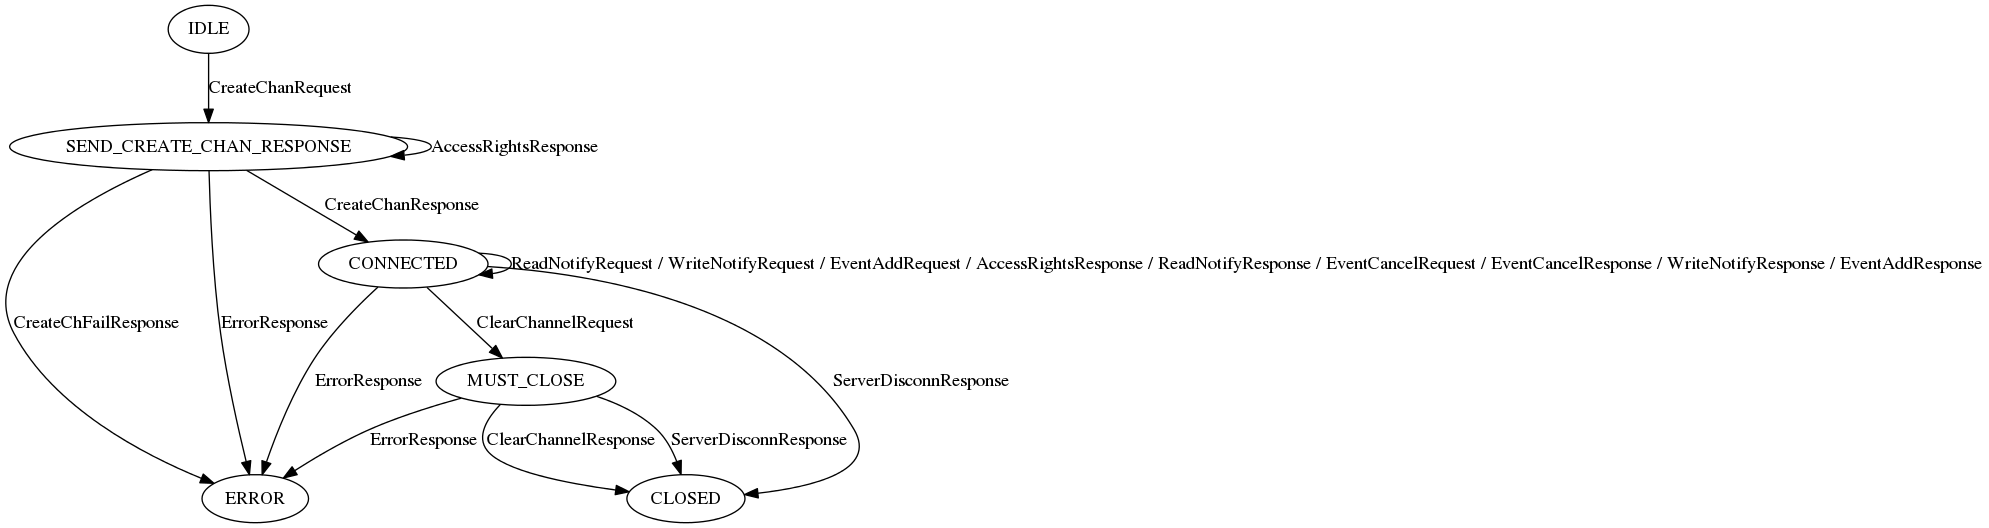 IDLE
CreateChanRequest
SEND_CREATE_CHAN_RESPONSE
AccessRightsResponse
CreateChanResponse
CONNECTED
ReadNotifyRequest / WriteNotifyRequest / EventAddRequest / AccessRightsResponse / ReadNotifyResponse / EventCancelRequest / EventCancelResponse / WriteNotifyResponse / EventAddResponse
CreateChFailResponse
ErrorResponse
ClearChannelRequest
ErrorResponse
MUST_CLOSE
ServerDisconnResponse
ErrorResponse
ClearChannelResponse
ServerDisconnResponse
ERROR
CLOSED